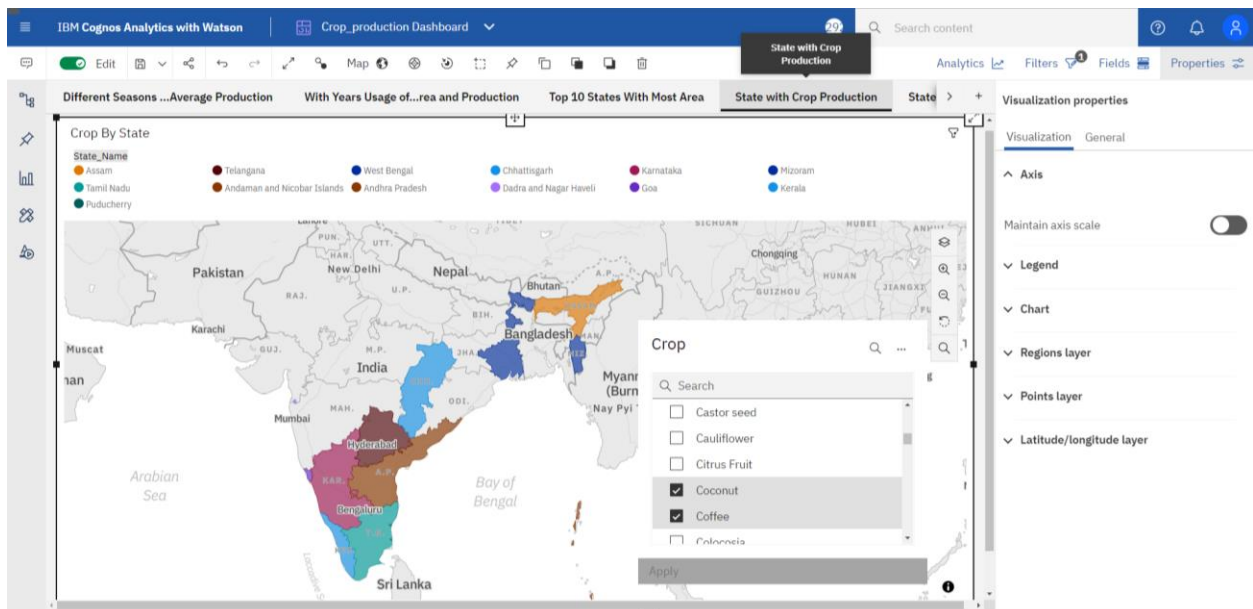 IBM Cognos Analytics with Watson
Crop_production Dashboard
Search content
Edit
Map
State with Crop
Production
Analytics
Filters
1
Fields
Properties
Different Seasons ...Average Production
With Years Usage of...rea and Production
Top 10 States With Most Area
State with Crop Production
State
Visualization properties
Visualization
General
Axis
Maintain axis scale
Legend
Chart
Regions layer
Points layer
Latitude/longitude layer
Crop By State
State_Name
Assam
Telangana
West Bengal
Chhattisgarh
Karnataka
Mizoram
Tamil Nadu
Andaman and Nicobar Islands
Andhra Pradesh
Dadra and Nagar Haveli
Goa
Kerala
Puducherry
SICHUAN
HUBEI
PUN.
UTT.
HAR.
Chongqing
Pakistan
New Delhi
Nepal
A.P.
HUNAN
RAJ.
U.P.
Bhutan
GUIZHOU
JIANGXI
BIH.
Karachi
Bangladesh
Muscat
GUJ.
M.P.
JHA.
India
Myanr
(Burn
Nay Pyi
ODI.
MAH.
Mumbai
Hyderabad
Arabian
Sea
KAR.
A.P.
Bay of
Bengal
Bengaluru
T.N.
Sri Lanka
Crop
Search
Castor seed
Cauliflower
Citrus Fruit
Coconut
Coffee
Colocosia
Apply